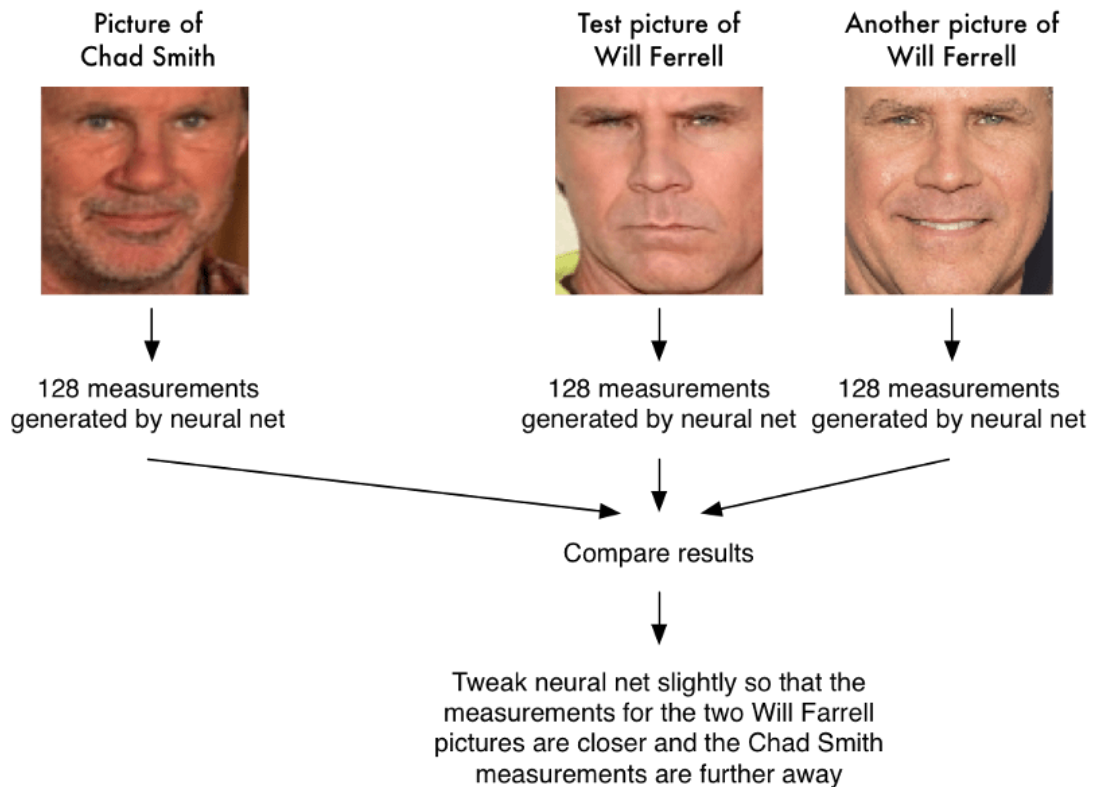 Picture of
Chad Smith
Test picture of
Will Ferrell
Another picture of
Will Ferrell
128 measurements
generated by neural net
128 measurements
generated by neural net
128 measurements
generated by neural net
Compare results
Tweak neural net slightly so that the
measurements for the two Will Farrell
pictures are closer and the Chad Smith
measurements are further away